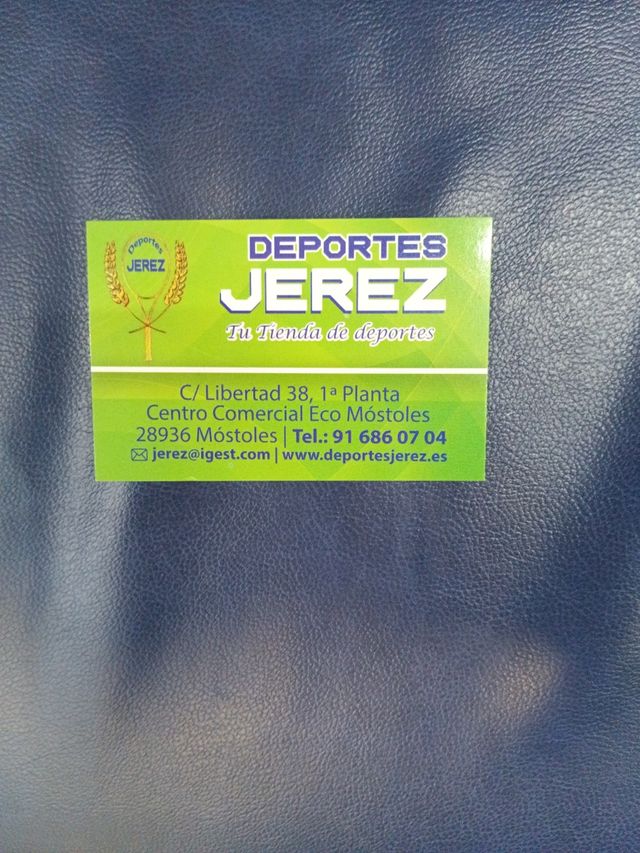 Deportes
JEREZ
DEPORTES
JEREZ
Tu Tienda de deportes
C/ Libertad 38, 1ª Planta
Centro Comercial Eco Móstoles
28936 Móstoles | Tel.: 91 686 07 04
jerez@igest.com | www.deportesjerez.es